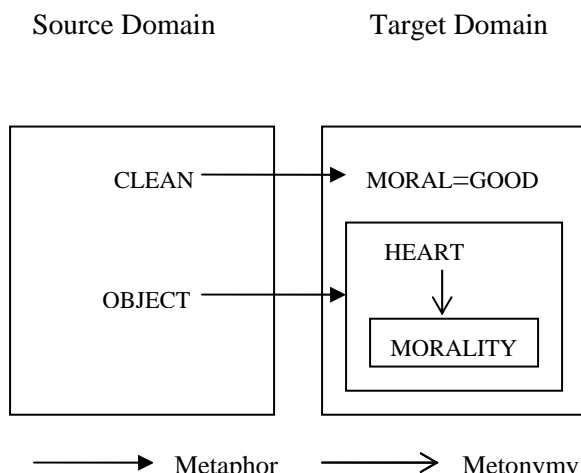 Source Domain Target Domain
CLEAN MORAL=GOOD
HEART
OBJECT
MORALITY
Metaphor Metonymy